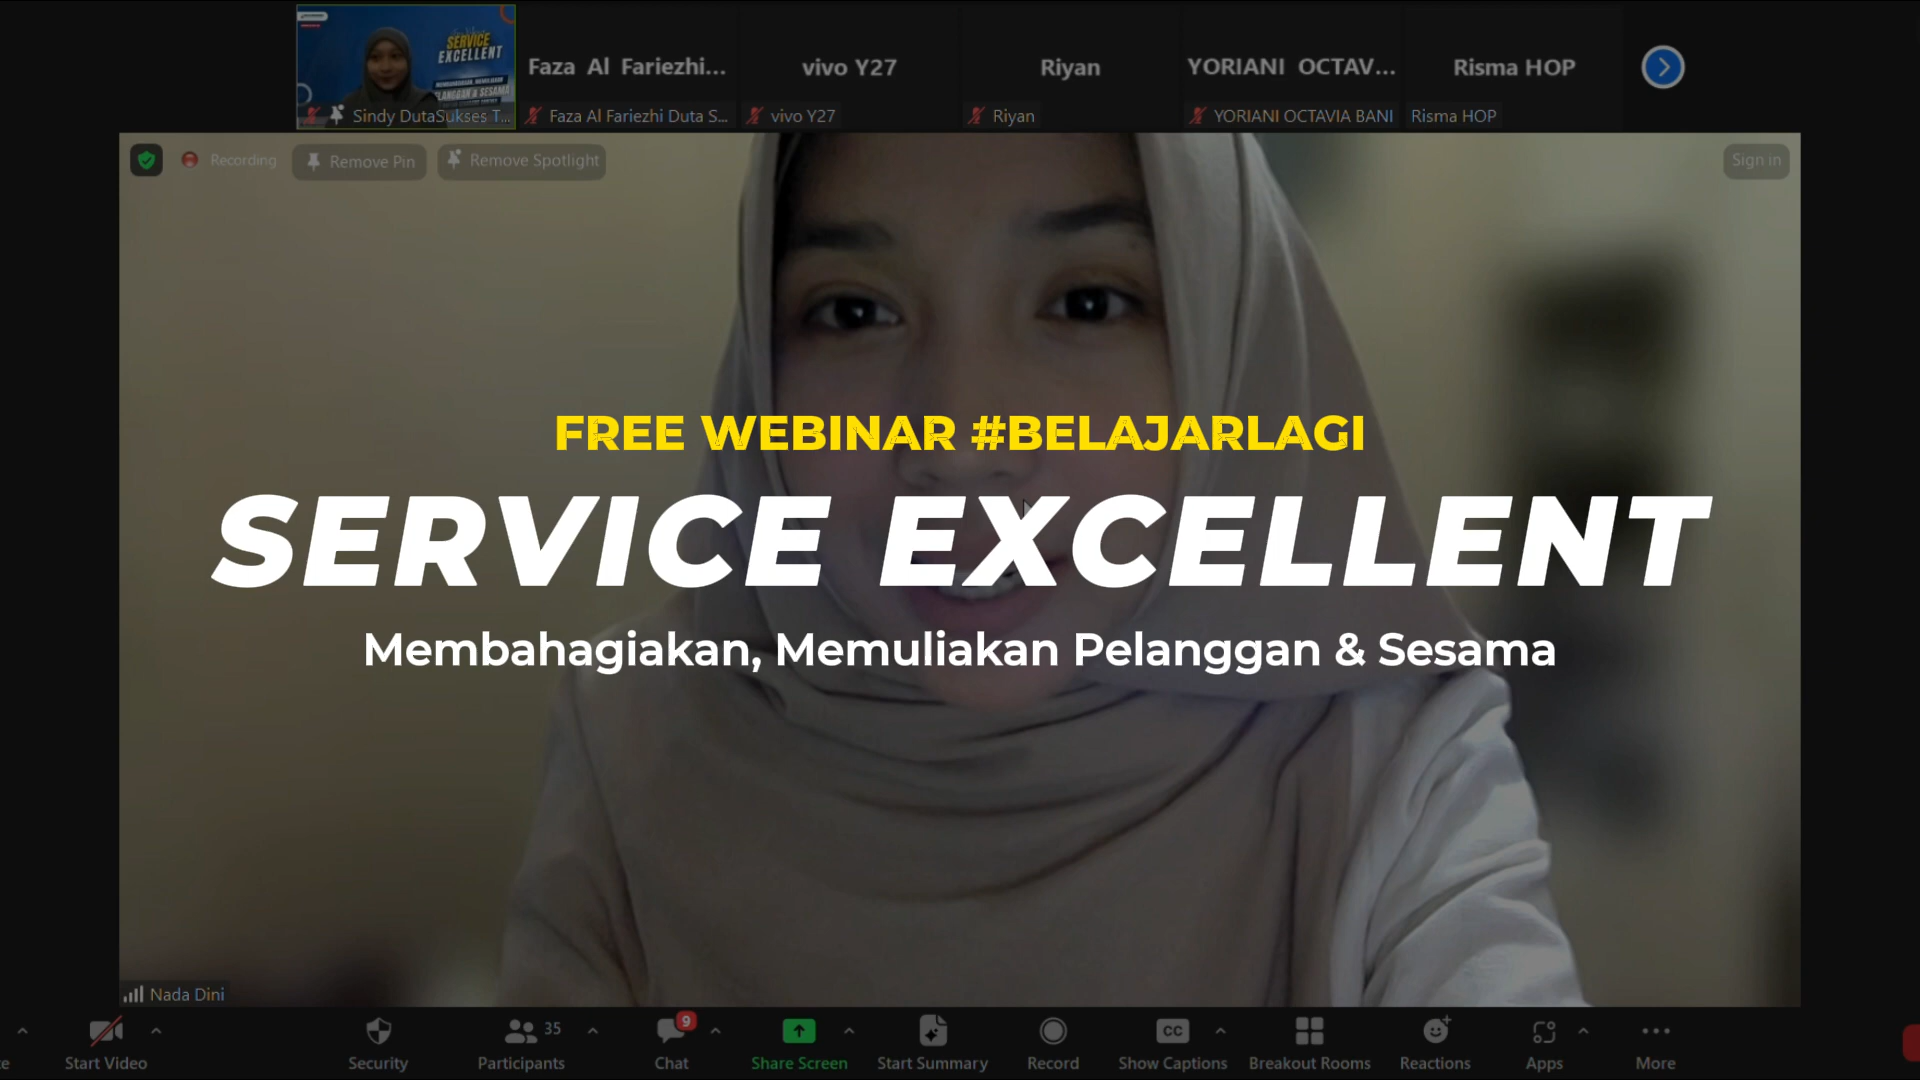 SERVICE
EXCELLENT
Sindy DutaSukses T...
Faza Al Fariezhi...
Faza Al Fariezhi Duta S...
vivo Y27
vivo Y27
Riyan
Riyan
YORIANI OCTAV...
YORIANI OCTAVIA BANI
Risma HOP
Risma HOP
Recording
Remove Pin
Remove Spotlight
Sign in
FREE WEBINAR #BELAJARLAGI
SERVICE EXCELLENT
Membahagiakan, Memuliakan Pelanggan & Sesama
Nada Dini
Start Video
Security
35
Participants
9
Chat
Share Screen
Start Summary
Record
CC
Show Captions
Breakout Rooms
Reactions
Apps
More